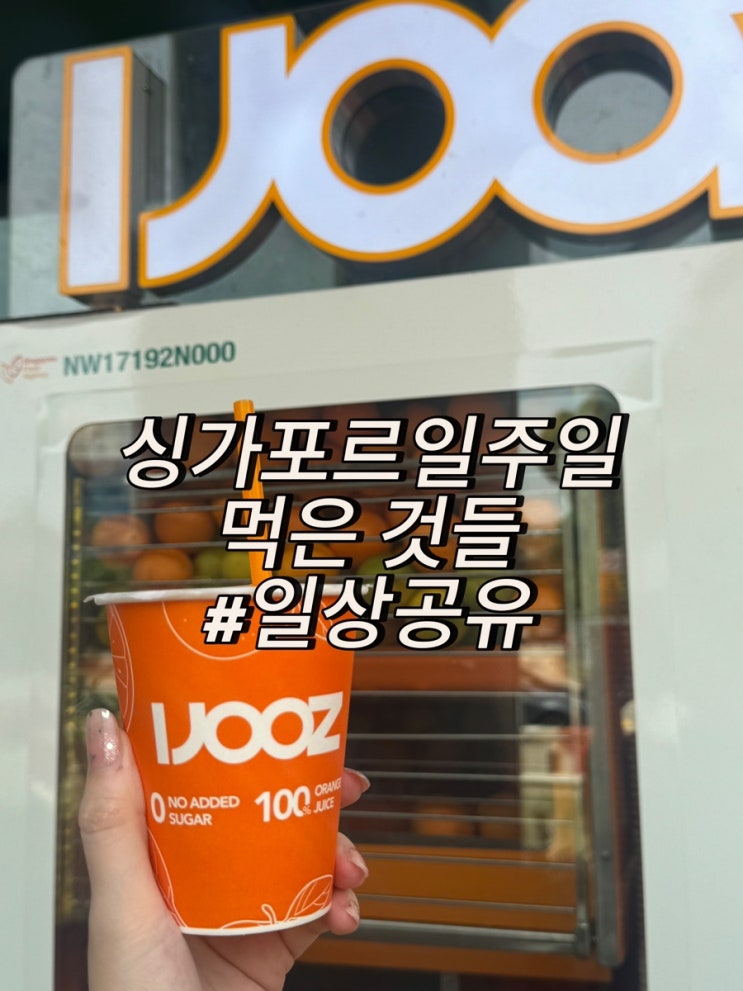 IJOOZ
NW17192N000
싱가포르일주일
먹은 것들
#일상공유
IJOOZ
0 NO ADDED
SUGAR
100% ORANGE
JUICE